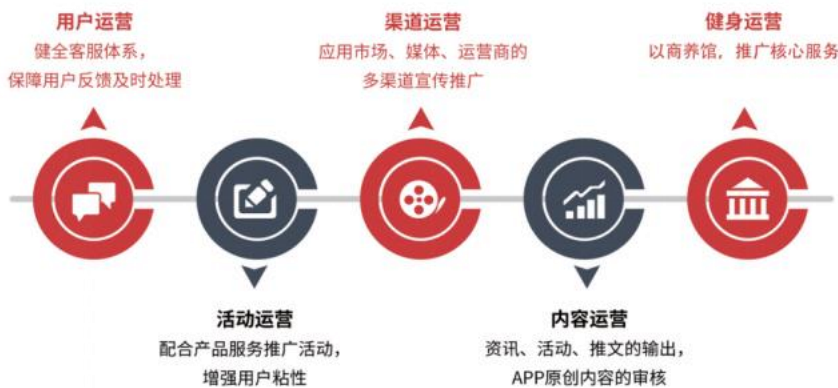 用户运营
健全客服体系，
保障用户反馈及时处理
活动运营
配合产品服务推广活动，
增强用户粘性
渠道运营
应用市场、媒体、运营商的
多渠道宣传推广
内容运营
资讯、活动、推文的输出，
APP原创内容的审核
健身运营
以商养馆，推广核心服务